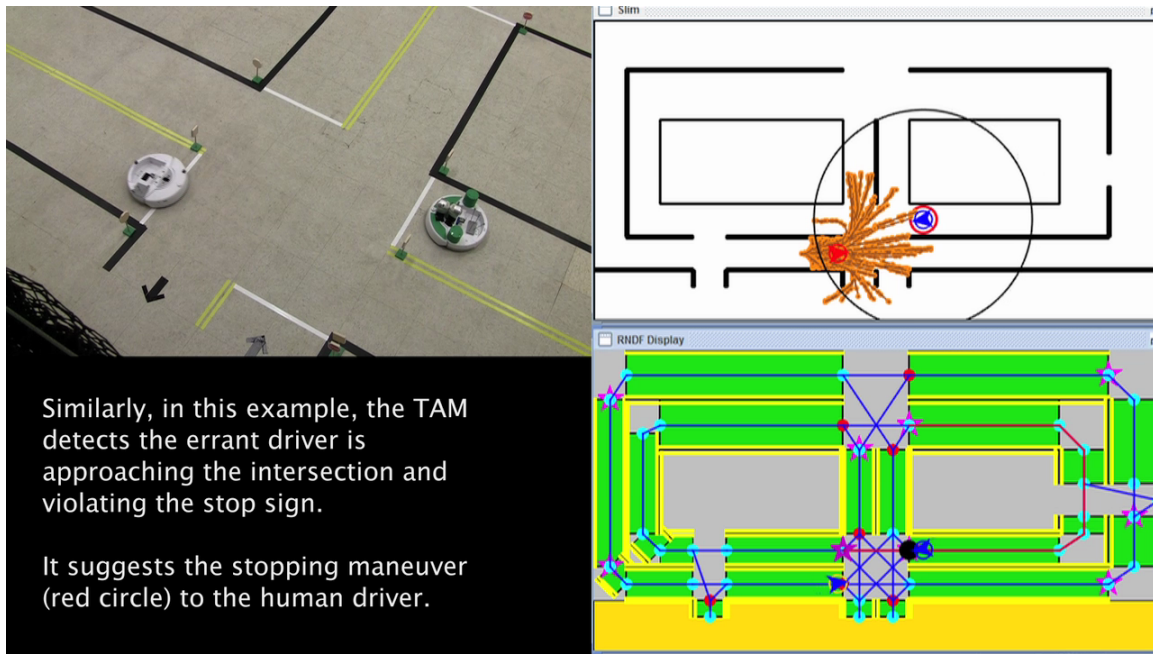 Slim
RNDF Display
Similarly, in this example, the TAM
detects the errant driver is
approaching the intersection and
violating the stop sign.
It suggests the stopping maneuver
(red circle) to the human driver.